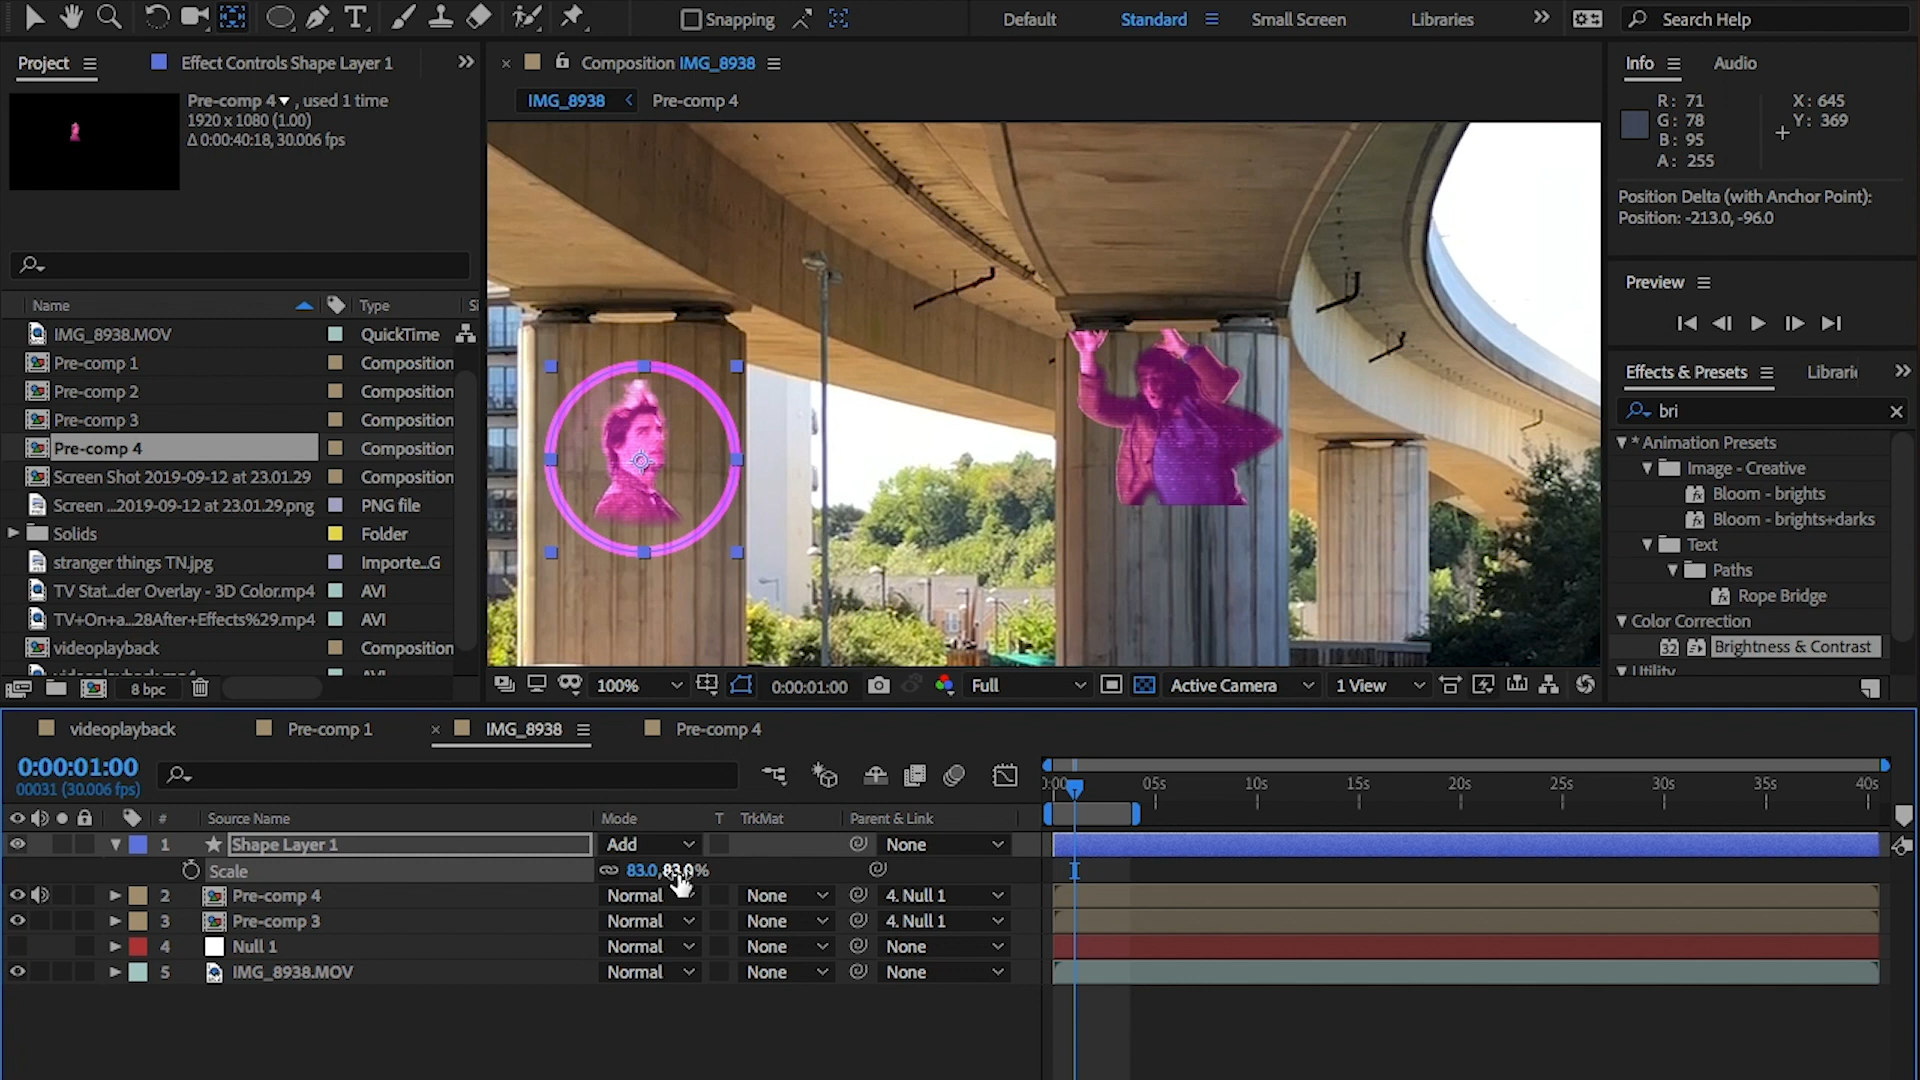 Snapping
Default
Standard
Small Screen
Libraries
Search Help
Project
Effect Controls Shape Layer 1
Composition IMG_8938
Info
Audio
Pre-comp 4 , used 1 time
1920 x 1080 (1.00)
Δ 0:00:40:18, 30.006 fps
IMG_8938
Pre-comp 4
R: 71
G: 78
B: 95
A: 255
X: 645
Y: 369
Position Delta (with Anchor Point):
Position: -213.0, -96.0
Preview
Name
Type
Si
IMG_8938.MOV QuickTime
Pre-comp 1 Composition
Pre-comp 2 Composition
Pre-comp 3 Composition
Pre-comp 4 Composition
Screen Shot 2019-09-12 at 23.01.29 Composition
Screen ...2019-09-12 at 23.01.29.png PNG file
Solids Folder
stranger things TN.jpg Importe...G
TV Stat...der Overlay - 3D Color.mp4 AVI
TV+On+a...28After+Effects%29.mp4 AVI
videoplayback Composition
8 bpc
Effects & Presets
Librari
bri
* Animation Presets
Image - Creative
Bloom - brights
Bloom - brights+darks
Text
Paths
Rope Bridge
Color Correction
32 Brightness & Contrast
Utility
100%
0:00:01:00
Full
Active Camera
1 View
videoplayback
Pre-comp 1
IMG_8938
Pre-comp 4
0:00:01:00
00031 (30.006 fps)
05s 10s 15s 20s 25s 30s 35s 40s
# Source Name Mode T TrkMat Parent & Link
1 Shape Layer 1 Add None
Scale 83.0, 83.0%
2 Pre-comp 4 Normal None 4. Null 1
3 Pre-comp 3 Normal None 4. Null 1
4 Null 1 Normal None None
5 IMG_8938.MOV Normal None None